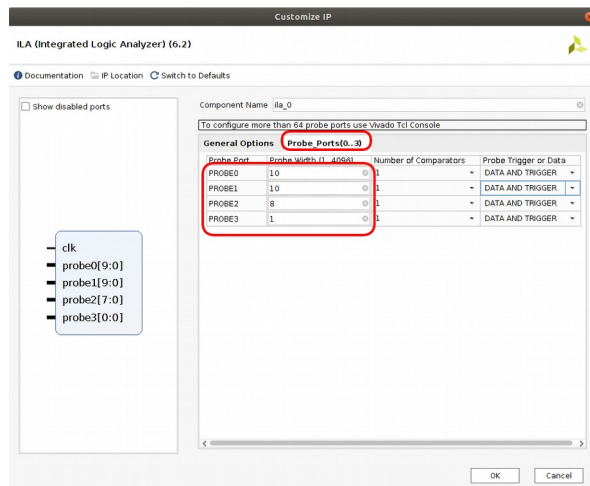 Customize IP
ILA (Integrated Logic Analyzer) (6.2)
Documentation IP Location Switch to Defaults
Show disabled ports
Component Name ila_0
To configure more than 64 probe ports use Vivado Tcl Console
General Options Probe_Ports(0..3)
Probe Port Probe Width [1..4096] Number of Comparators Probe Trigger or Data
PROBE0 10 1 DATA AND TRIGGER
PROBE1 10 1 DATA AND TRIGGER
PROBE2 8 1 DATA AND TRIGGER
PROBE3 1 1 DATA AND TRIGGER
clk
probe0[9:0]
probe1[9:0]
probe2[7:0]
probe3[0:0]
OK Cancel